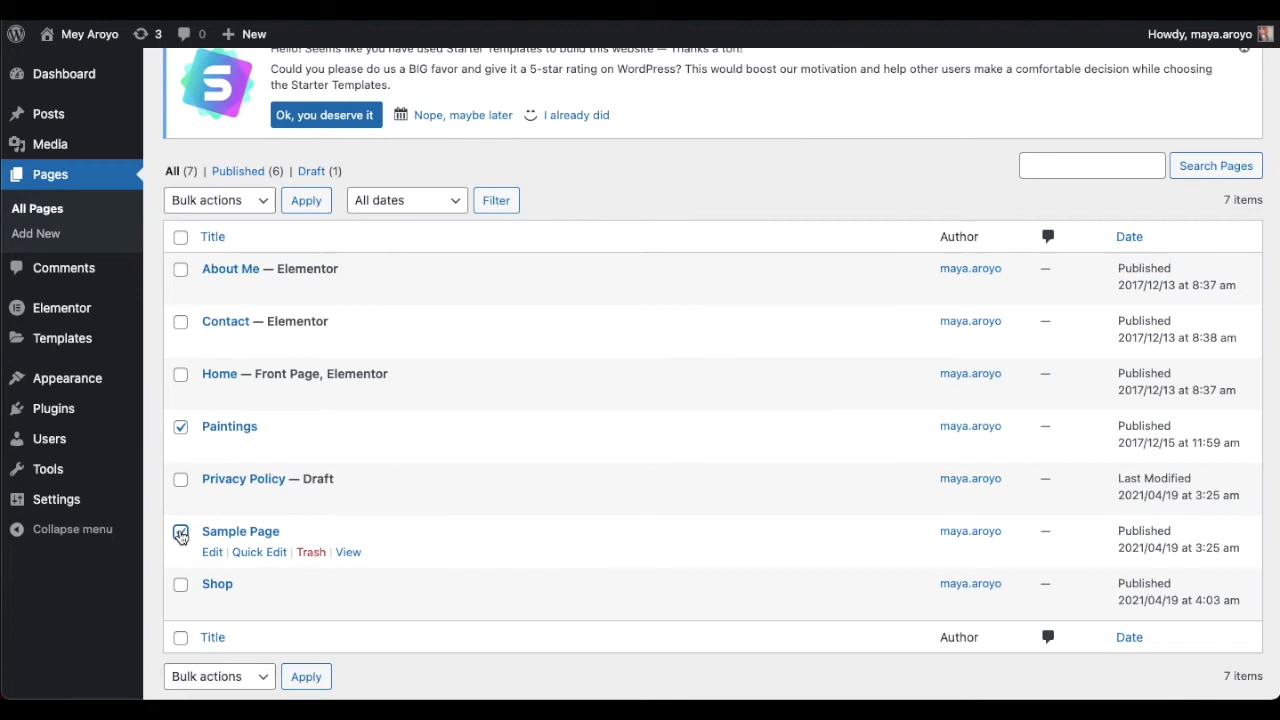 Mey Aroyo 3 0 New Howdy, maya.aroyo
Hello! Seems like you have used Starter Templates to build this website — Thanks a ton!
Could you please do us a BIG favor and give it a 5-star rating on WordPress? This would boost our motivation and help other users make a comfortable decision while choosing
the Starter Templates.
Ok, you deserve it Nope, maybe later I already did
Dashboard
Posts
Media
Pages
All Pages
Add New
Comments
Elementor
Templates
Appearance
Plugins
Users
Tools
Settings
Collapse menu
All (7) | Published (6) | Draft (1)
Search Pages
Bulk actions Apply All dates Filter 7 items
Title Author Date
About Me — Elementor maya.aroyo — Published
2017/12/13 at 8:37 am
Contact — Elementor maya.aroyo — Published
2017/12/13 at 8:38 am
Home — Front Page, Elementor maya.aroyo — Published
2017/12/13 at 8:37 am
Paintings maya.aroyo — Published
2017/12/15 at 11:59 am
Privacy Policy — Draft maya.aroyo — Last Modified
2021/04/19 at 3:25 am
Sample Page maya.aroyo — Published
Edit | Quick Edit | Trash | View 2021/04/19 at 3:25 am
Shop maya.aroyo — Published
2021/04/19 at 4:03 am
Title Author Date
Bulk actions Apply 7 items